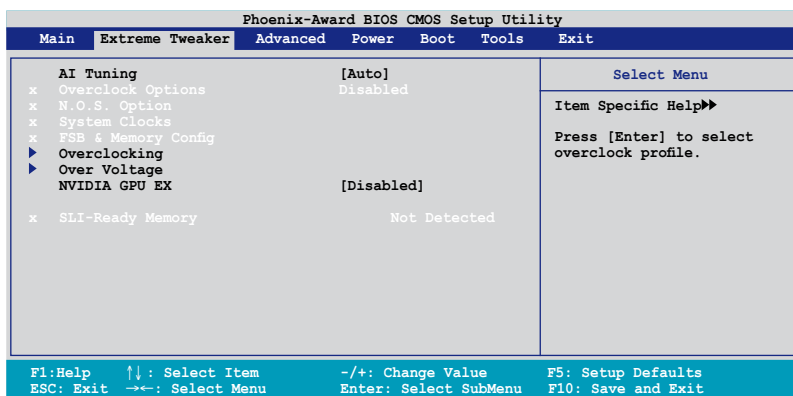 Phoenix-Award BIOS CMOS Setup Utility
Main Extreme Tweaker Advanced Power Boot Tools Exit
AI Tuning [Auto]
x Overclock Options Disabled
x N.O.S. Option
x System Clocks
x FSB & Memory Config
Overclocking
Over Voltage
NVIDIA GPU EX [Disabled]
x SLI-Ready Memory Not Detected
Select Menu
Item Specific Help
Press [Enter] to select
overclock profile.
F1:Help ↑↓ : Select Item -/+: Change Value F5: Setup Defaults
ESC: Exit →←: Select Menu Enter: Select SubMenu F10: Save and Exit